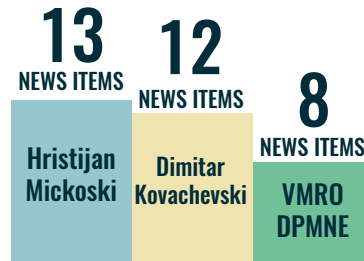 13
NEWS ITEMS
Hristijan
Mickoski
12
NEWS ITEMS
Dimitar
Kovachevski
8
NEWS ITEMS
VMRO
DPMNE